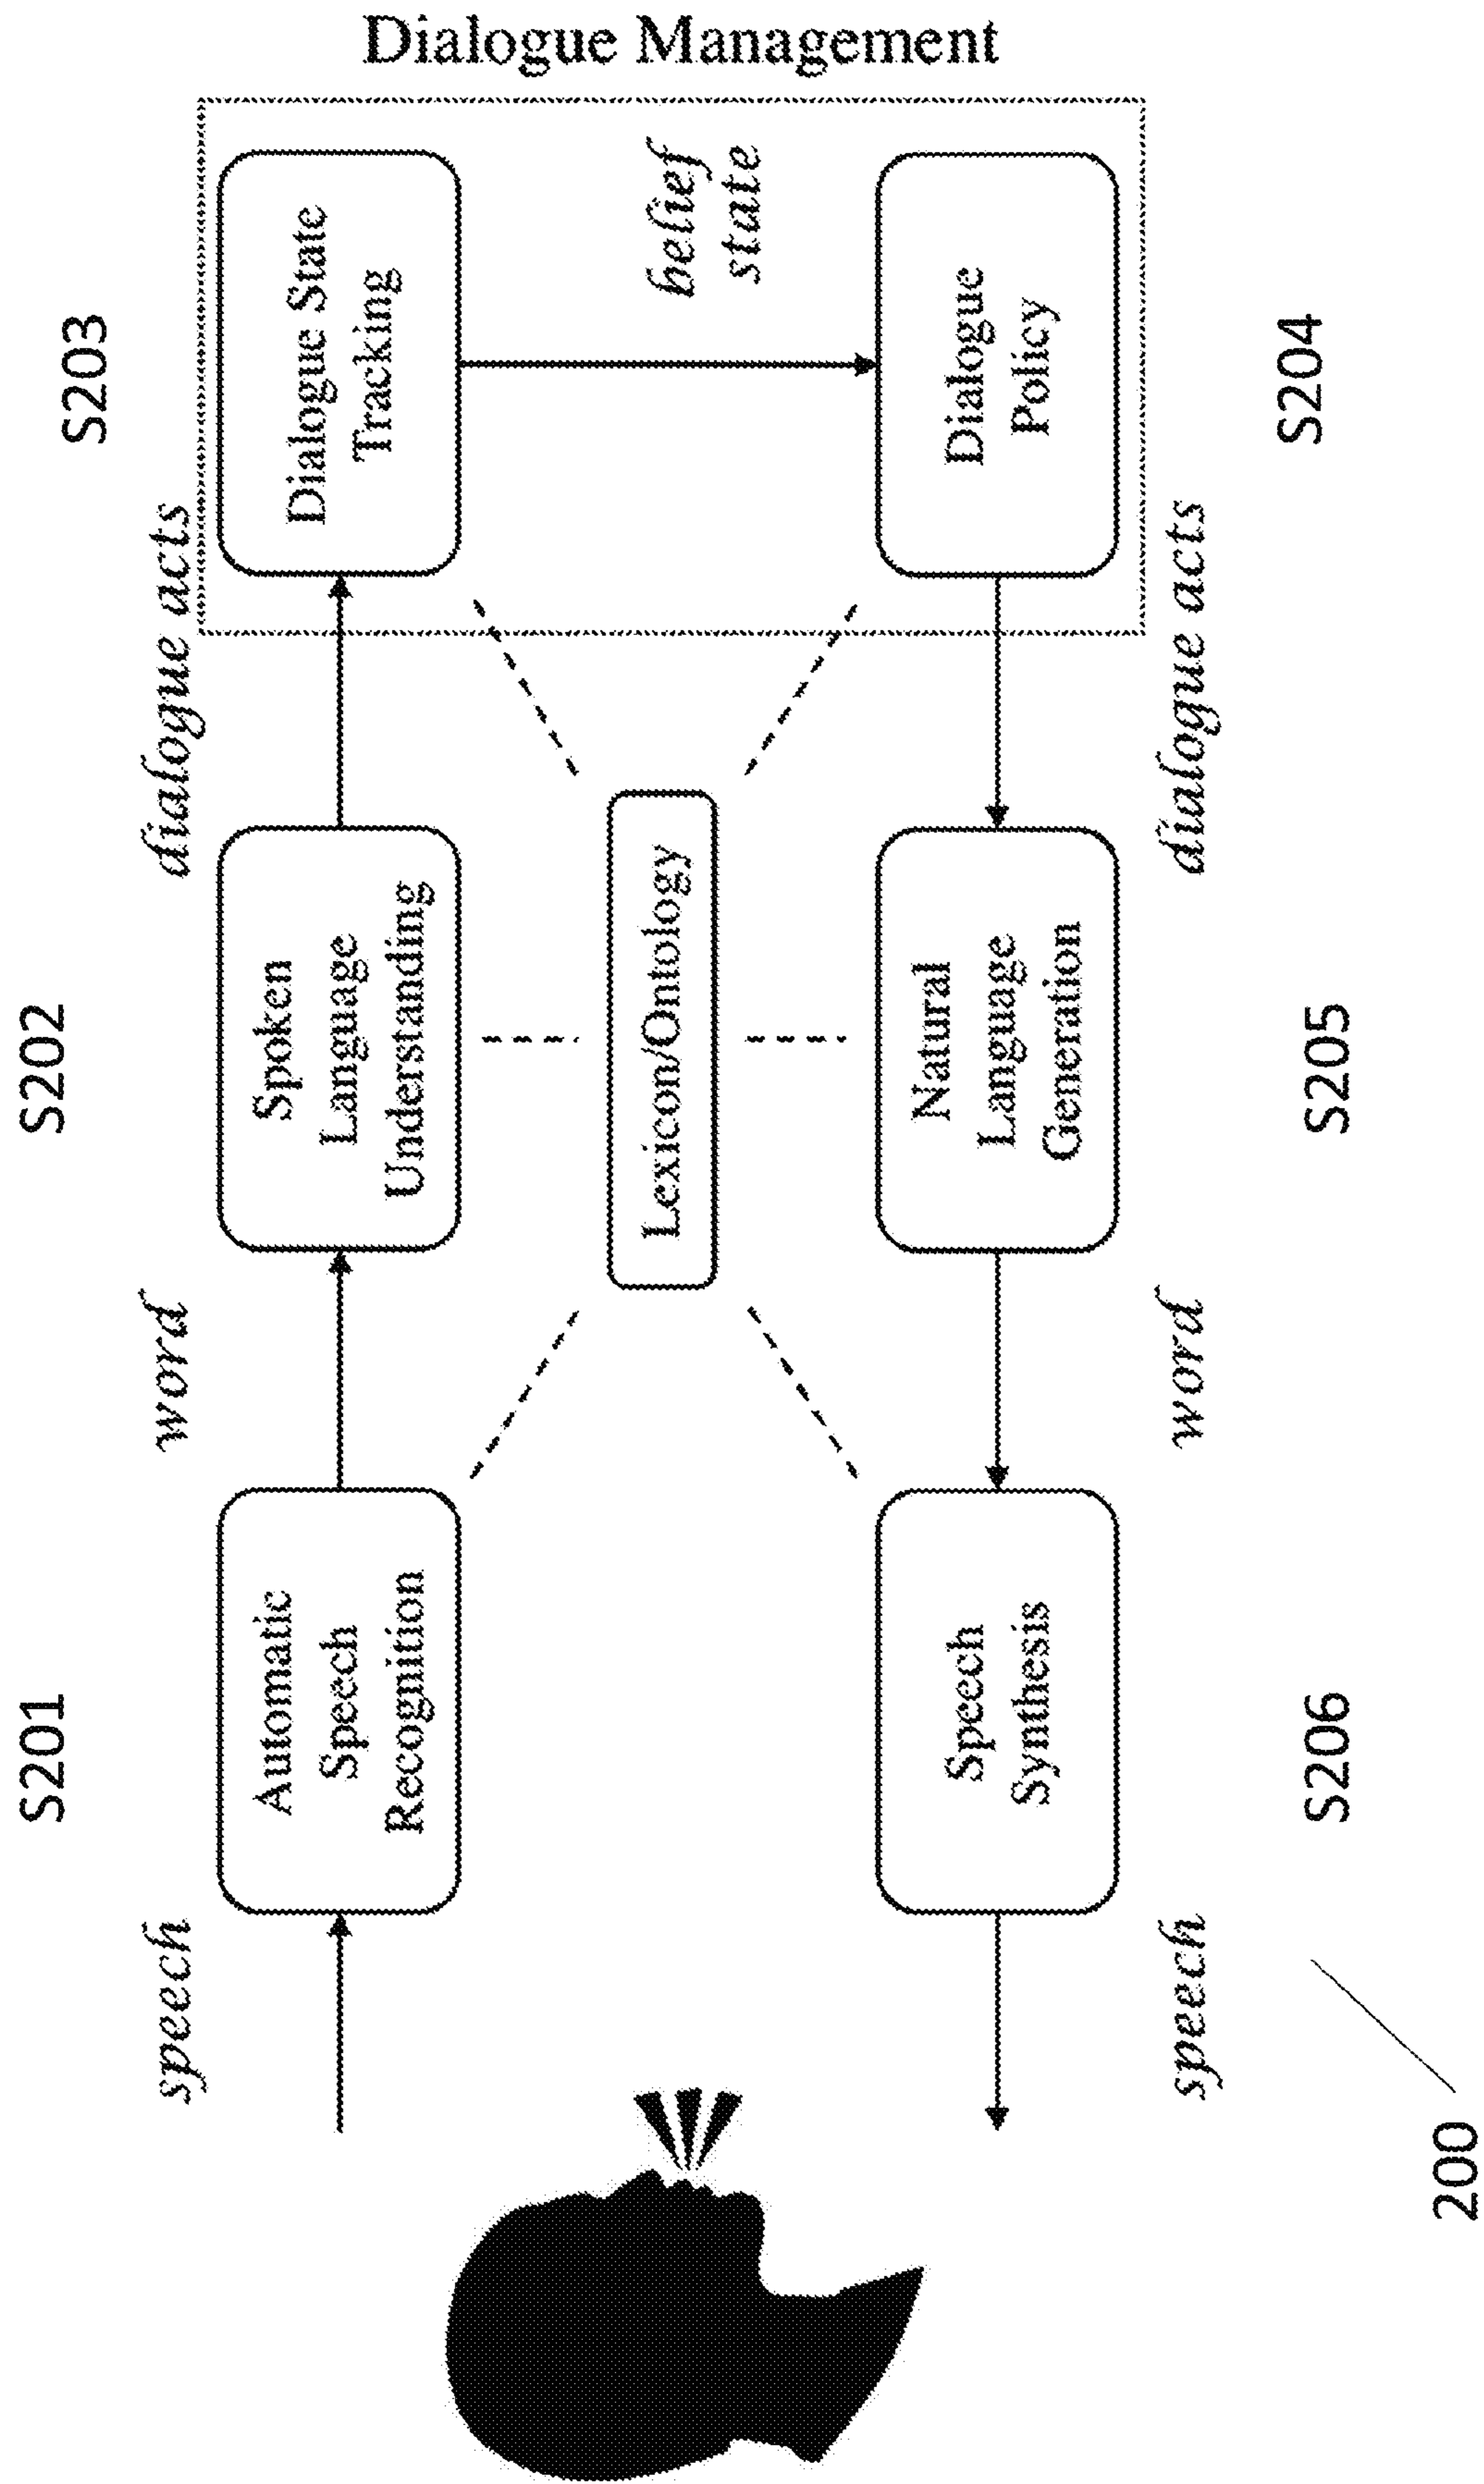 S201
S202
S203
speech
word
dialogue acts
Automatic
Speech
Recognition
Spoken
Language
Understanding
Dialogue State
Tracking
Dialogue Management
belief
state
Lexicon/Ontology
Speech
Synthesis
Natural
Language
Generation
Dialogue
Policy
speech
word
dialogue acts
S206
S205
S204
200